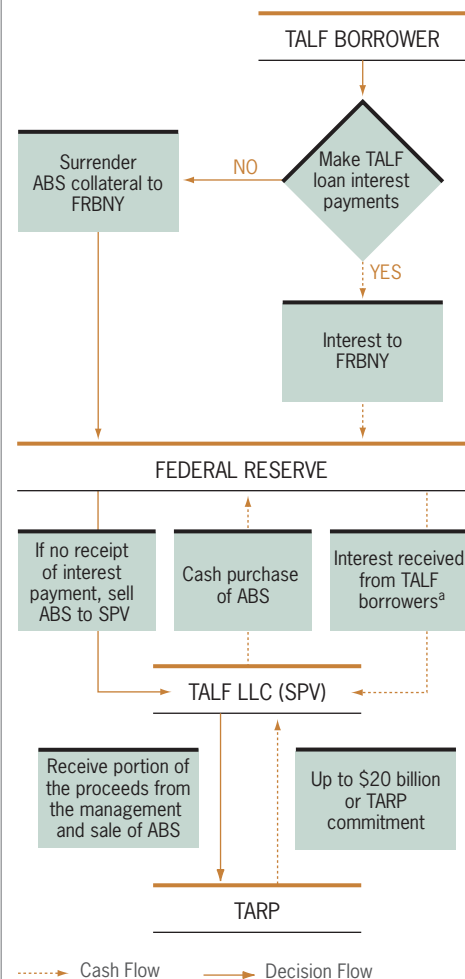 TALF BORROWER
Make TALF
loan interest
payments
NO
Surrender
ABS collateral to
FRBNY
YES
Interest to
FRBNY
FEDERAL RESERVE
If no receipt
of interest
payment, sell
ABS to SPV
Cash purchase
of ABS
Interest received
from TALF
borrowersᵃ
TALF LLC (SPV)
Receive portion of
the proceeds from
the management
and sale of ABS
Up to $20 billion
or TARP
commitment
TARP
Cash Flow
Decision Flow